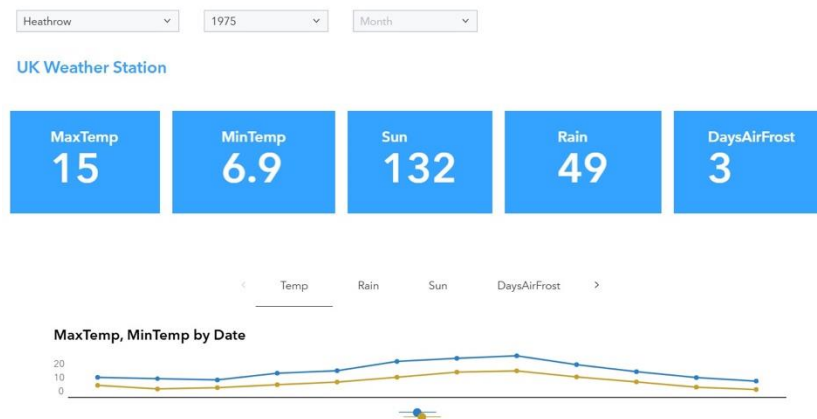 Heathrow 1975 Month
UK Weather Station
MaxTemp MinTemp Sun Rain DaysAirFrost
15 6.9 132 49 3
Temp Rain Sun DaysAirFrost
MaxTemp, MinTemp by Date
20
10
0